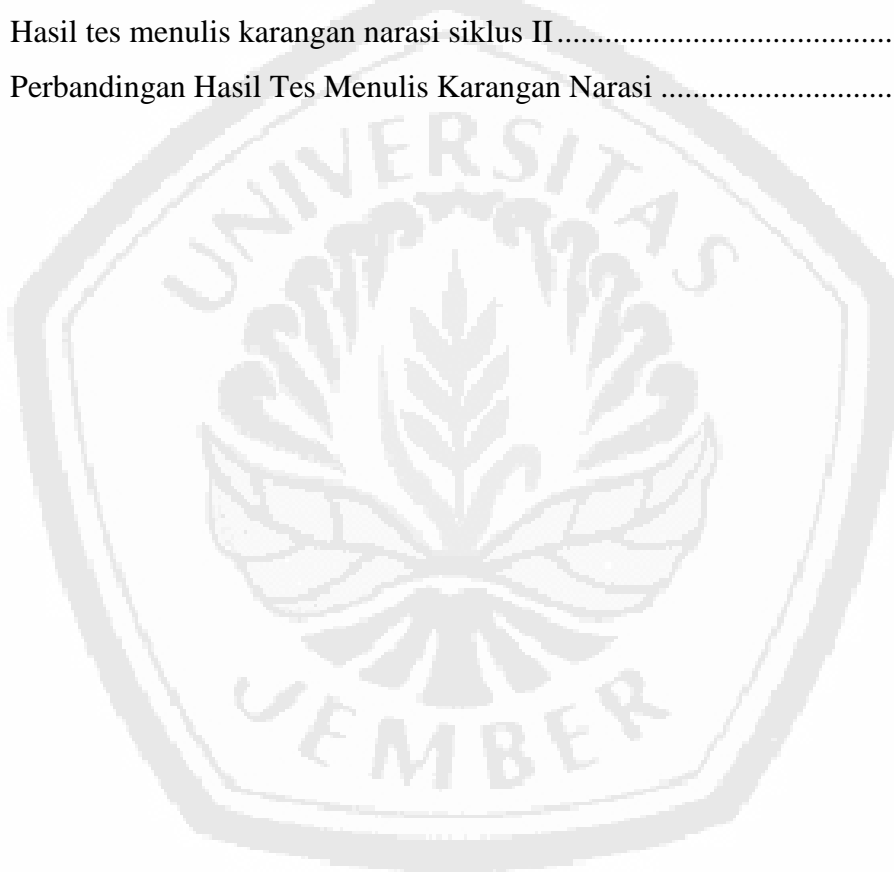 Hasil tes menulis karangan narasi siklus II..........................................
Perbandingan Hasil Tes Menulis Karangan Narasi .............................
UNIVERSITAS
JEMBER